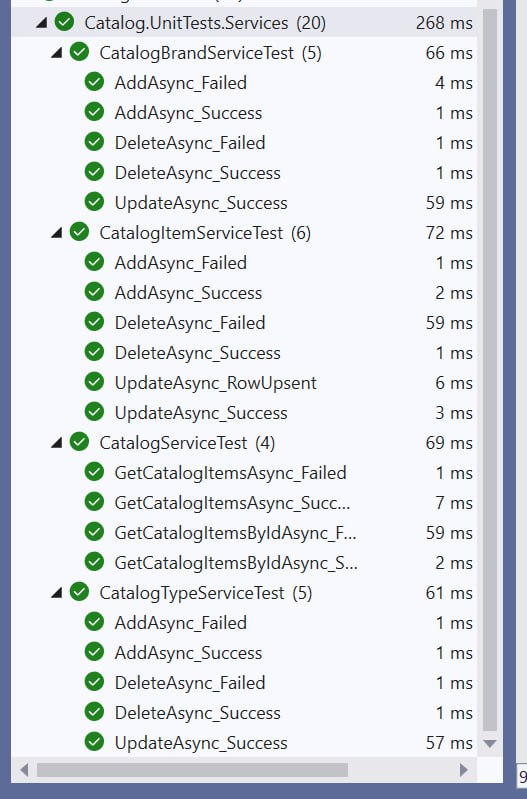 Catalog.UnitTests.Services (20) 268 ms
CatalogBrandServiceTest (5) 66 ms
AddAsync_Failed 4 ms
AddAsync_Success 1 ms
DeleteAsync_Failed 1 ms
DeleteAsync_Success 1 ms
UpdateAsync_Success 59 ms
CatalogItemServiceTest (6) 72 ms
AddAsync_Failed 1 ms
AddAsync_Success 2 ms
DeleteAsync_Failed 59 ms
DeleteAsync_Success 1 ms
UpdateAsync_RowUpsent 6 ms
UpdateAsync_Success 3 ms
CatalogServiceTest (4) 69 ms
GetCatalogItemsAsync_Failed 1 ms
GetCatalogItemsAsync_Succ... 7 ms
GetCatalogItemsByIdAsync_F... 59 ms
GetCatalogItemsByIdAsync_S... 2 ms
CatalogTypeServiceTest (5) 61 ms
AddAsync_Failed 1 ms
AddAsync_Success 1 ms
DeleteAsync_Failed 1 ms
DeleteAsync_Success 1 ms
UpdateAsync_Success 57 ms